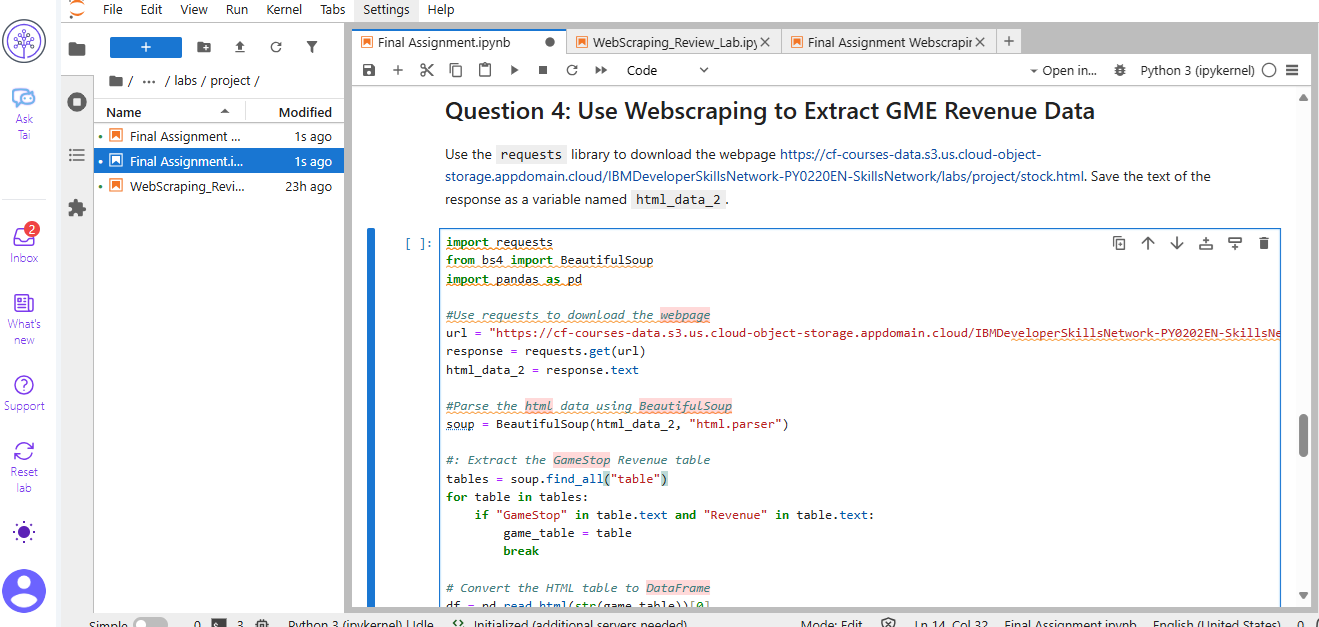 File Edit View Run Kernel Tabs Settings Help
Ask
Tai
2
Inbox
What's
new
Support
Reset
lab
+
/ ··· / labs / project /
Name Modified
Final Assignment ... 1s ago
Final Assignment.i... 1s ago
WebScraping_Revi... 23h ago
Final Assignment.ipynb WebScraping_Review_Lab.ipy Final Assignment Webscrapin
Code Open in... Python 3 (ipykernel)
Question 4: Use Webscraping to Extract GME Revenue Data
Use the requests library to download the webpage https://cf-courses-data.s3.us.cloud-object-
storage.appdomain.cloud/IBMDeveloperSkillsNetwork-PY0220EN-SkillsNetwork/labs/project/stock.html. Save the text of the
response as a variable named html_data_2.
[ ]:
import requests
from bs4 import BeautifulSoup
import pandas as pd
#Use requests to download the webpage
url = "https://cf-courses-data.s3.us.cloud-object-storage.appdomain.cloud/IBMDeveloperSkillsNetwork-PY0202EN-SkillsNe
response = requests.get(url)
html_data_2 = response.text
#Parse the html data using BeautifulSoup
soup = BeautifulSoup(html_data_2, "html.parser")
#: Extract the GameStop Revenue table
tables = soup.find_all("table")
for table in tables:
if "GameStop" in table.text and "Revenue" in table.text:
game_table = table
break
# Convert the HTML table to DataFrame
df = pd.read_html(str(game_table))[0]
Simple 0 3 Python 3 (ipykernel) | Idle Initialized (additional servers needed) Mode: Edit Ln 14, Col 32 Final Assignment.ipynb English (United States) 0